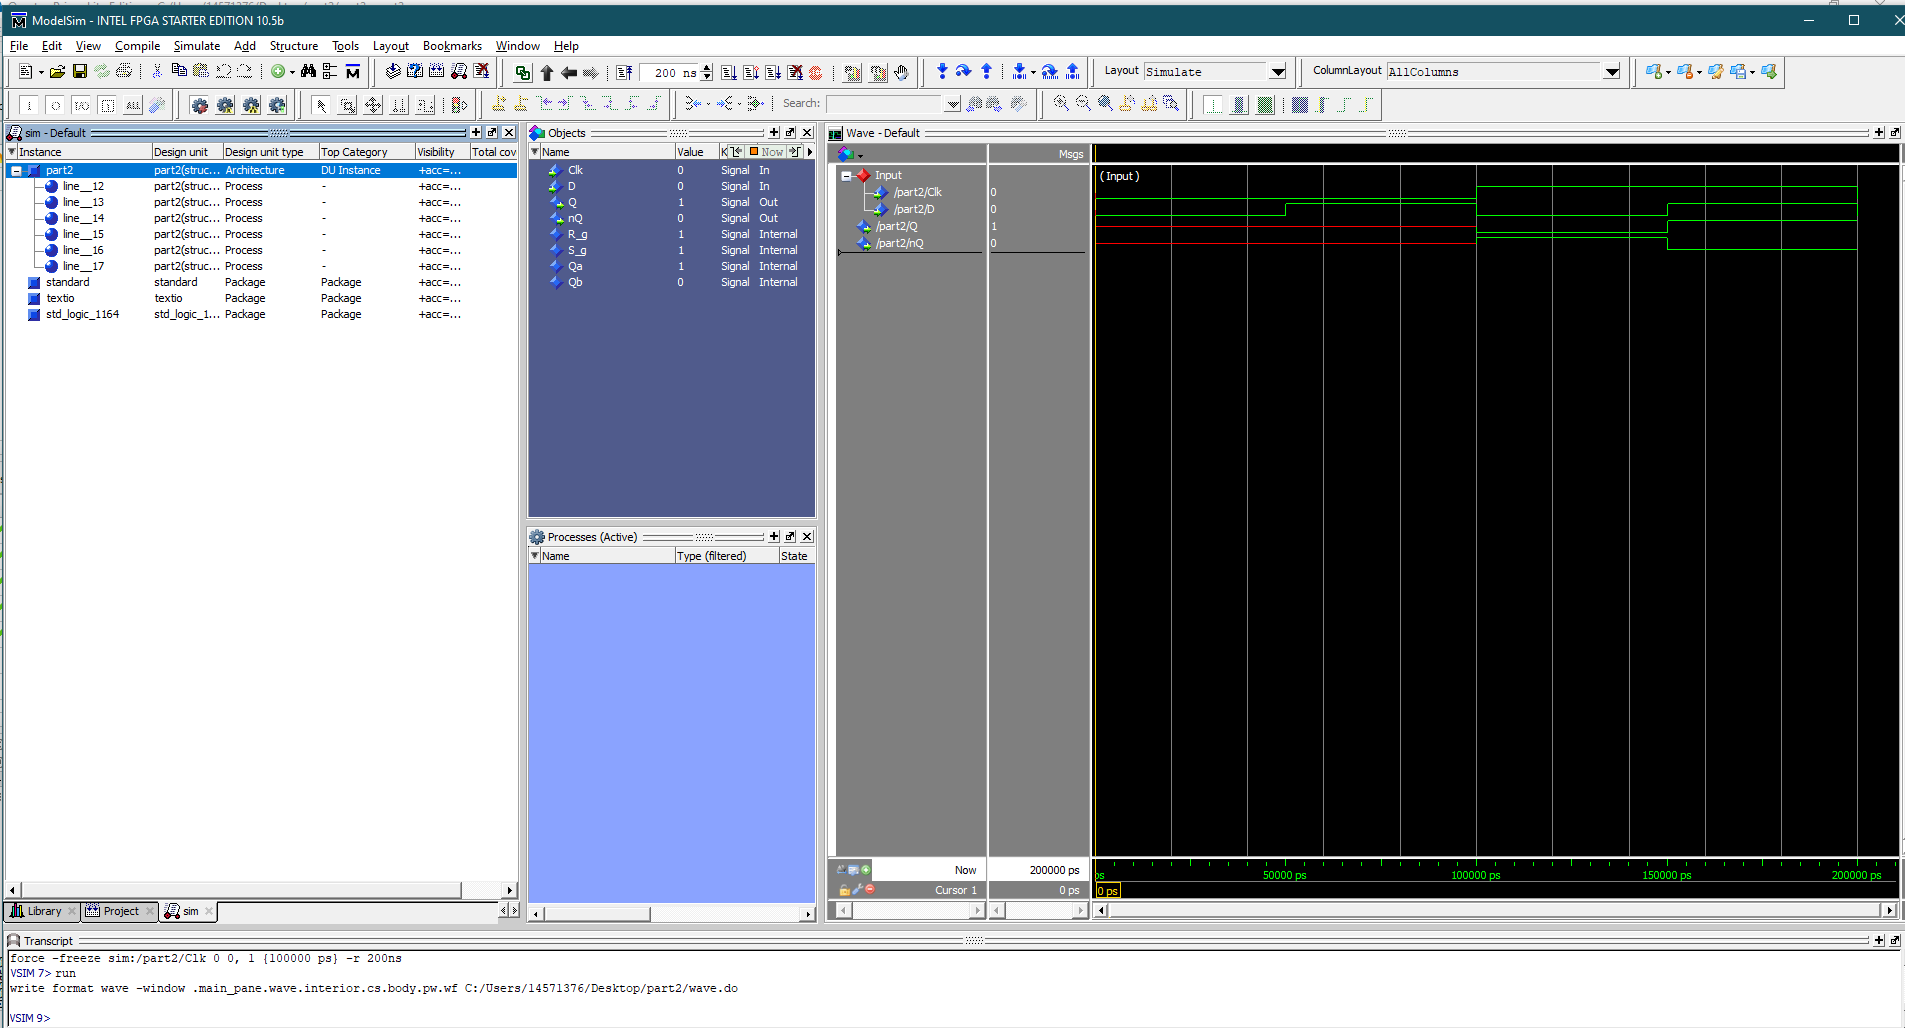 ModelSim - INTEL FPGA STARTER EDITION 10.5b
File Edit View Compile Simulate Add Structure Tools Layout Bookmarks Window Help
200 ns
Layout Simulate
ColumnLayout AllColumns
Search:
sim - Default
Instance Design unit Design unit type Top Category Visibility Total cov
part2 part2(struc... Architecture DU Instance +acc=...
line__12 part2(struc... Process - +acc=...
line__13 part2(struc... Process - +acc=...
line__14 part2(struc... Process - +acc=...
line__15 part2(struc... Process - +acc=...
line__16 part2(struc... Process - +acc=...
line__17 part2(struc... Process - +acc=...
standard standard Package Package +acc=...
textio textio Package Package +acc=...
std_logic_1164 std_logic_1... Package Package +acc=...
Library Project sim
Objects
Name Value K Now
Clk 0 Signal In
D 0 Signal In
Q 1 Signal Out
nQ 0 Signal Out
R_g 1 Signal Internal
S_g 1 Signal Internal
Qa 1 Signal Internal
Qb 0 Signal Internal
Processes (Active)
Name Type (filtered) State
Wave - Default
Msgs
Input
/part2/Clk 0
/part2/D 0
/part2/Q 1
/part2/nQ 0
(Input)
Now 200000 ps
Cursor 1 0 ps
ps 50000 ps 100000 ps 150000 ps 200000 ps
0 ps
Transcript
force -freeze sim:/part2/Clk 0 0, 1 {100000 ps} -r 200ns
VSIM 7> run
write format wave -window .main_pane.wave.interior.cs.body.pw.wf C:/Users/14571376/Desktop/part2/wave.do
VSIM 9>